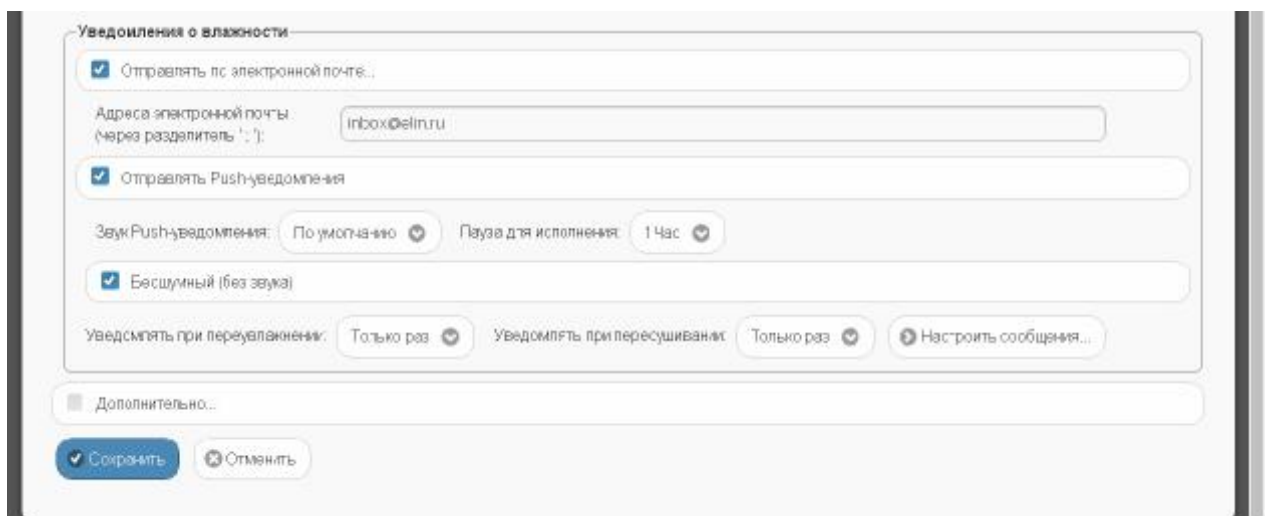 Уведомления о влажности
Отправлять по электронной почте...
Адреса электронной почты
(через разделитель ' ; '):
inbox@elin.ru
Отправлять Push-уведомления
Звук Push-уведомления: По умолчанию Пауза для исполнения: 1 Час
Бесшумный (без звука)
Уведомлять при переувлажнении: Только раз Уведомлять при пересушивании: Только раз Настроить сообщения...
Дополнительно...
Сохранить Отменить